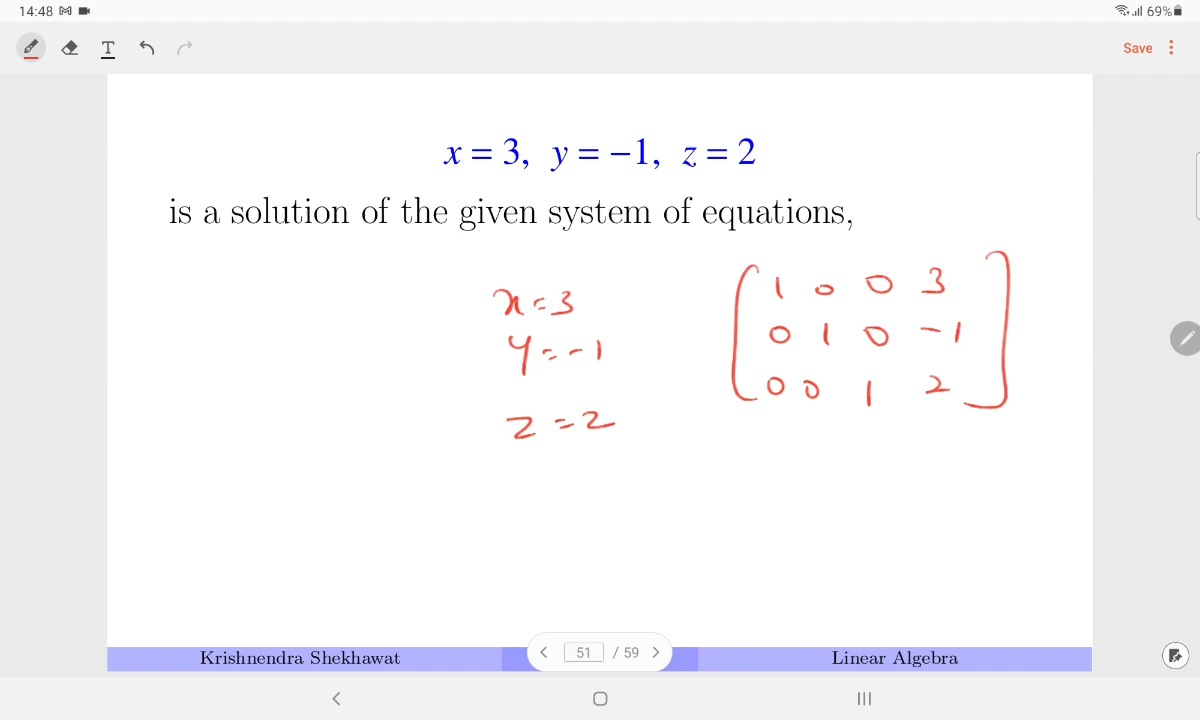 14:48 69%
T Save
x = 3, y = −1, z = 2
is a solution of the given system of equations,
x = 3
y = -1
z = 2
1 0 0 3
0 1 0 -1
0 0 1 2
Krishnendra Shekhawat 51 / 59 Linear Algebra